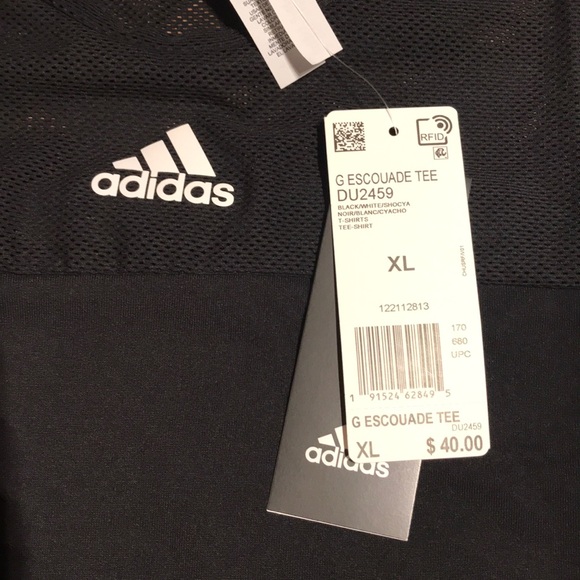 adidas
RFID
G ESCOUADE TEE
DU2459
BLACK/WHITE/SHOCYA
NOIR/BLANC/CYACHO
T-SHIRTS
TEE-SHIRT
XL
122112813
170
660
UPC
1 91524 62849 5
G ESCOUADE TEE
DU2459
XL $ 40.00
adidas